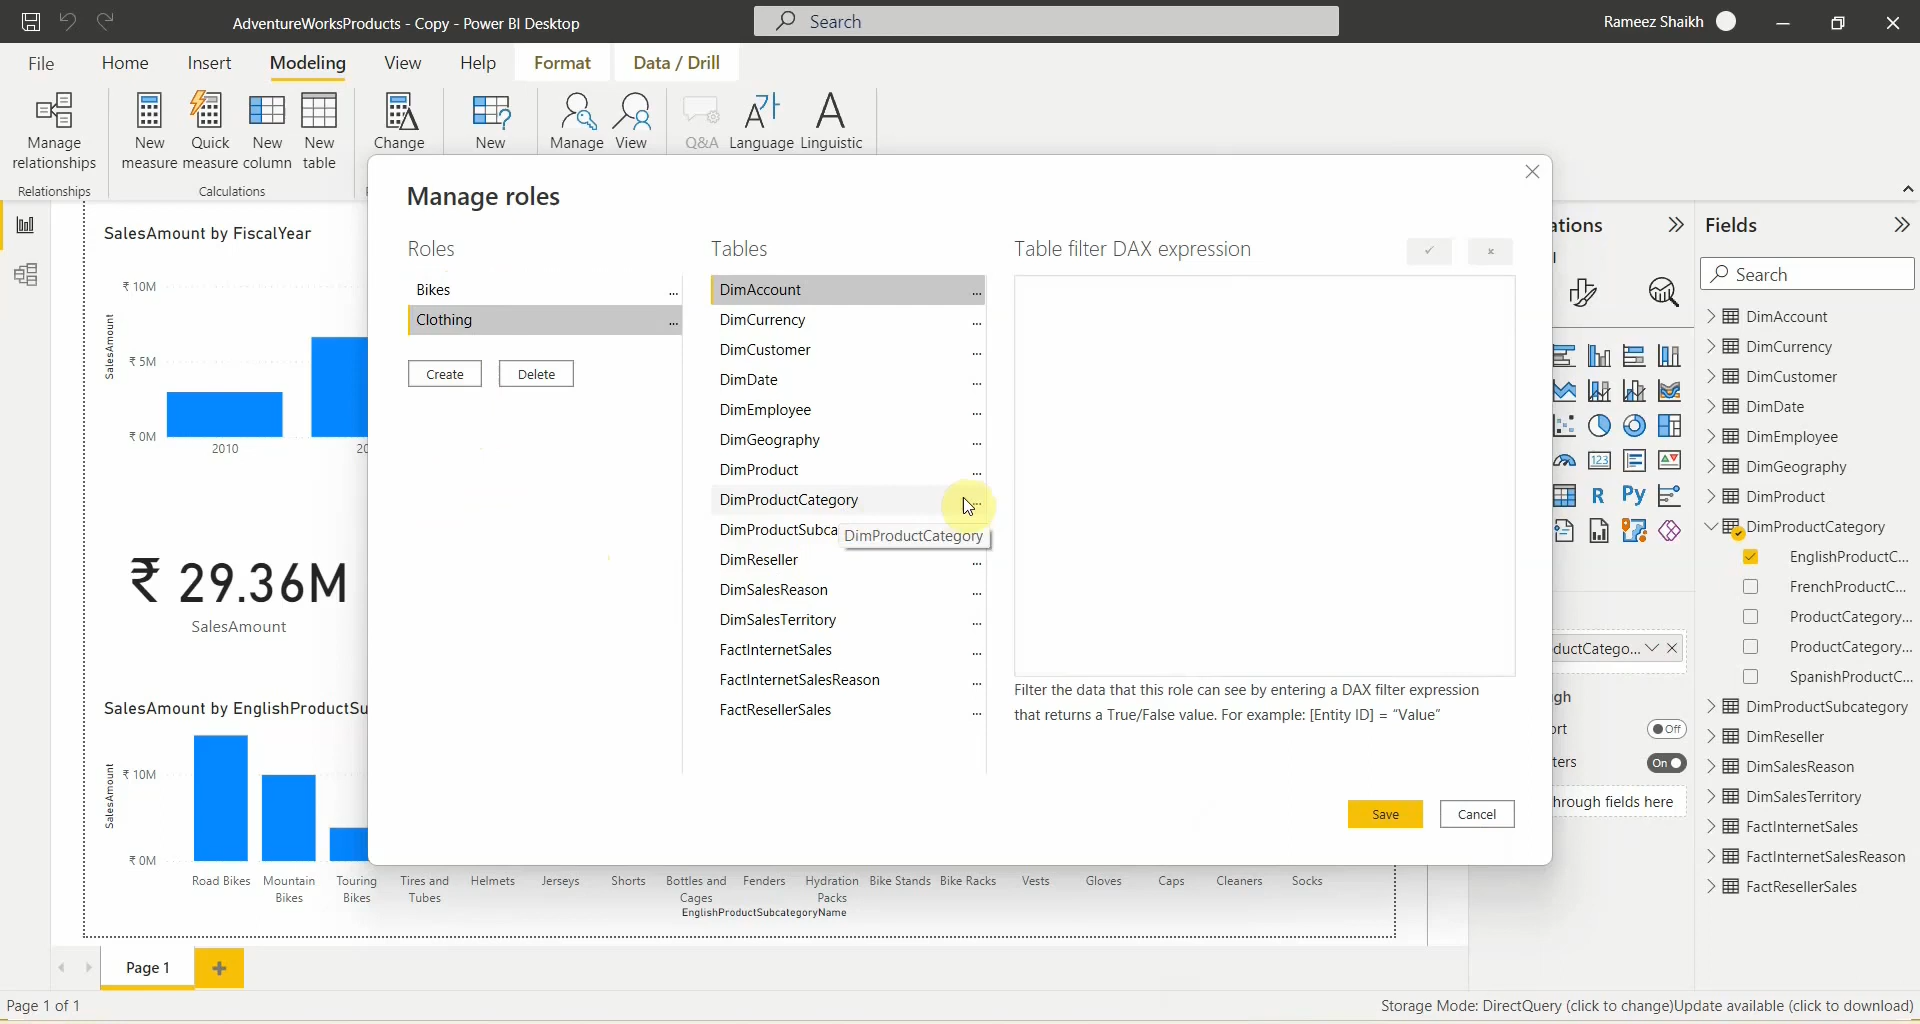 AdventureWorksProducts - Copy - Power BI Desktop
Search
Rameez Shaikh
File
Home
Insert
Modeling
View
Help
Format
Data / Drill
Manage
relationships
New
measure
Quick
measure
New
column
New
table
Change
New
Manage
View
Q&A
Language
Linguistic
Relationships
Calculations
SalesAmount by FiscalYear
₹ 10M
₹ 5M
₹ 0M
SalesAmount
2010
20
₹ 29.36M
SalesAmount
SalesAmount by EnglishProductSu
₹ 10M
₹ 0M
SalesAmount
Road Bikes
Mountain
Bikes
Touring
Bikes
Tires and
Tubes
Helmets
Jerseys
Shorts
Bottles and
Cages
Fenders
Hydration
Packs
Bike Stands
Bike Racks
Vests
Gloves
Caps
Cleaners
Socks
EnglishProductSubcategoryName
Manage roles
Roles
Bikes ...
Clothing ...
Create
Delete
Tables
DimAccount ...
DimCurrency ...
DimCustomer ...
DimDate ...
DimEmployee ...
DimGeography ...
DimProduct ...
DimProductCategory ...
DimProductSubca
DimProductCategory
DimReseller ...
DimSalesReason ...
DimSalesTerritory ...
FactInternetSales ...
FactInternetSalesReason ...
FactResellerSales ...
Table filter DAX expression
Filter the data that this role can see by entering a DAX filter expression
that returns a True/False value. For example: [Entity ID] = "Value"
Save
Cancel
ations
l
123
R
Py
ductCatego...
gh
ort
Off
ters
On
hrough fields here
Fields
Search
DimAccount
DimCurrency
DimCustomer
DimDate
DimEmployee
DimGeography
DimProduct
DimProductCategory
EnglishProductC...
FrenchProductC...
ProductCategory...
ProductCategory...
SpanishProductC...
DimProductSubcategory
DimReseller
DimSalesReason
DimSalesTerritory
FactInternetSales
FactInternetSalesReason
FactResellerSales
Page 1
Page 1 of 1
Storage Mode: DirectQuery (click to change)
Update available (click to download)